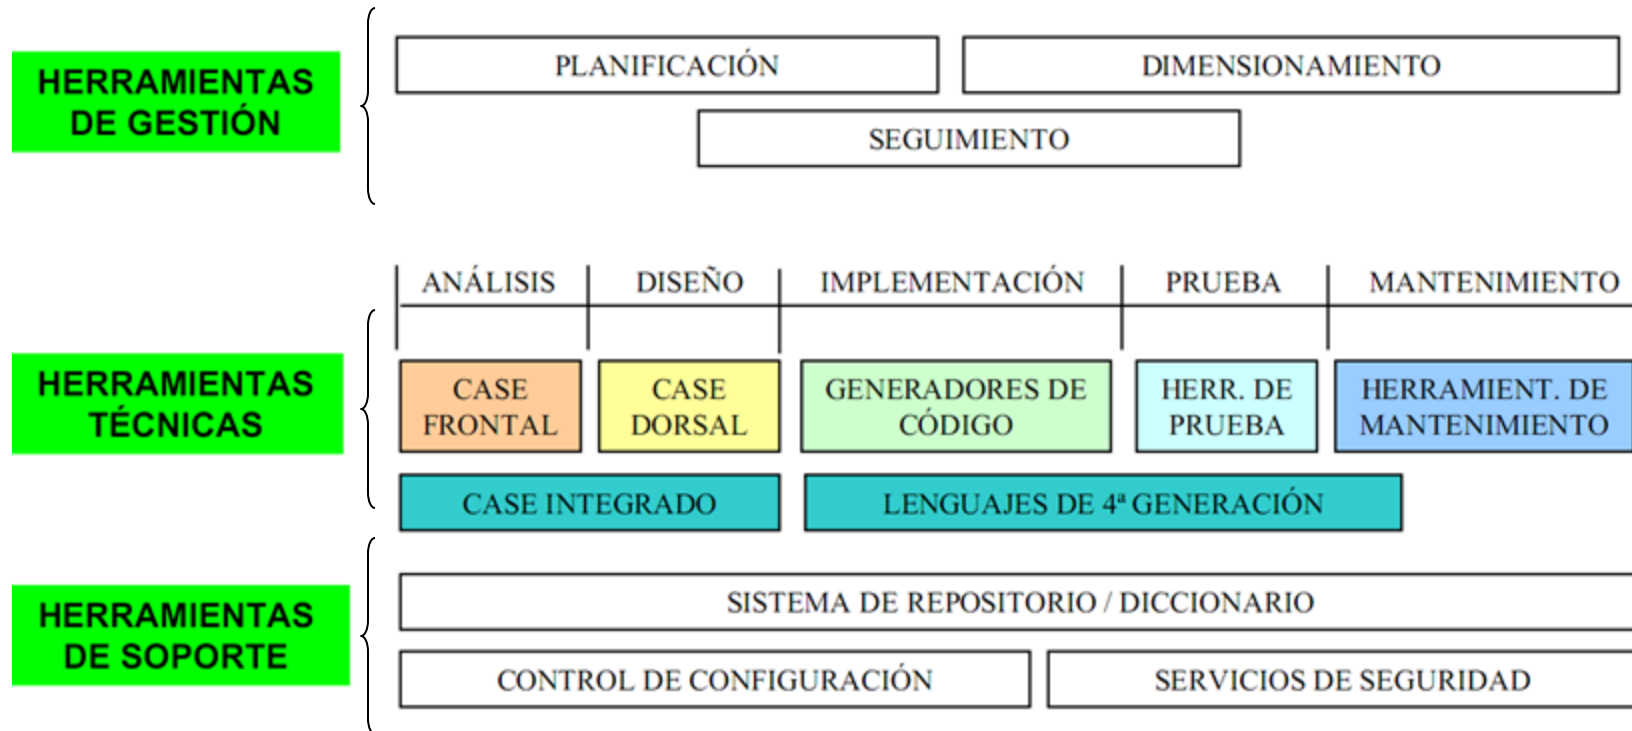 HERRAMIENTAS
DE GESTIÓN
PLANIFICACIÓN
DIMENSIONAMIENTO
SEGUIMIENTO
ANÁLISIS
DISEÑO
IMPLEMENTACIÓN
PRUEBA
MANTENIMIENTO
HERRAMIENTAS
TÉCNICAS
CASE
FRONTAL
CASE
DORSAL
GENERADORES DE
CÓDIGO
HERR. DE
PRUEBA
HERRAMIENT. DE
MANTENIMIENTO
CASE INTEGRADO
LENGUAJES DE 4ª GENERACIÓN
HERRAMIENTAS
DE SOPORTE
SISTEMA DE REPOSITORIO / DICCIONARIO
CONTROL DE CONFIGURACIÓN
SERVICIOS DE SEGURIDAD